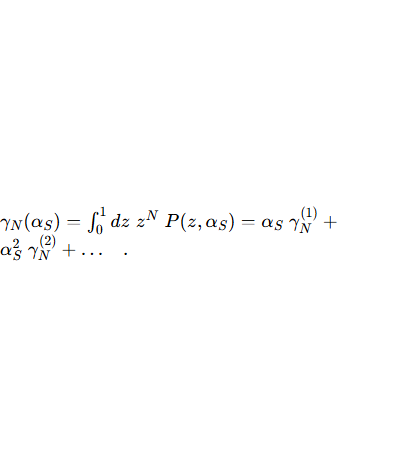 γ_N(α_S) = ∫_0^1 dz z^N P(z, α_S) = α_S γ_N^{(1)} +
α_S^2 γ_N^{(2)} + … .